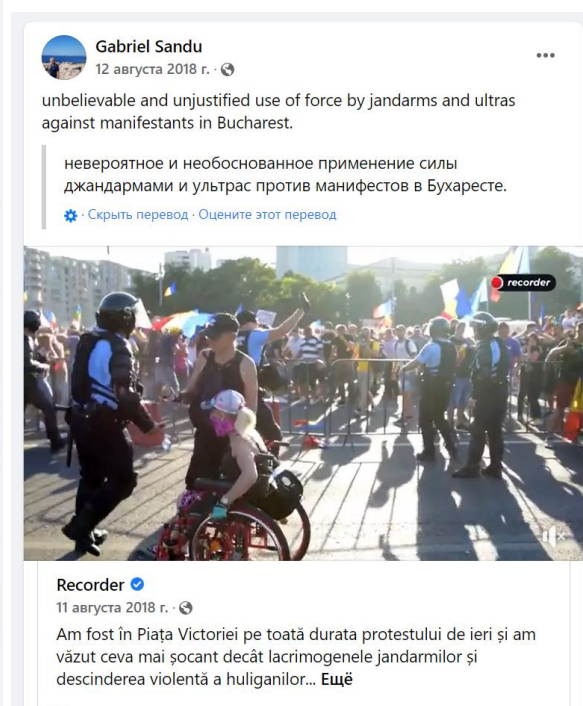 Gabriel Sandu
12 августа 2018 г. ·
unbelievable and unjustified use of force by jandarms and ultras
against manifestants in Bucharest.
невероятное и необоснованное применение силы
джандармами и ультрас против манифестов в Бухаресте.
Скрыть перевод · Оцените этот перевод
recorder
Recorder
11 августа 2018 г. ·
Am fost în Piața Victoriei pe toată durata protestului de ieri și am
văzut ceva mai șocant decât lacrimogenele jandarmilor și
descinderea violentă a huliganilor... Ещё